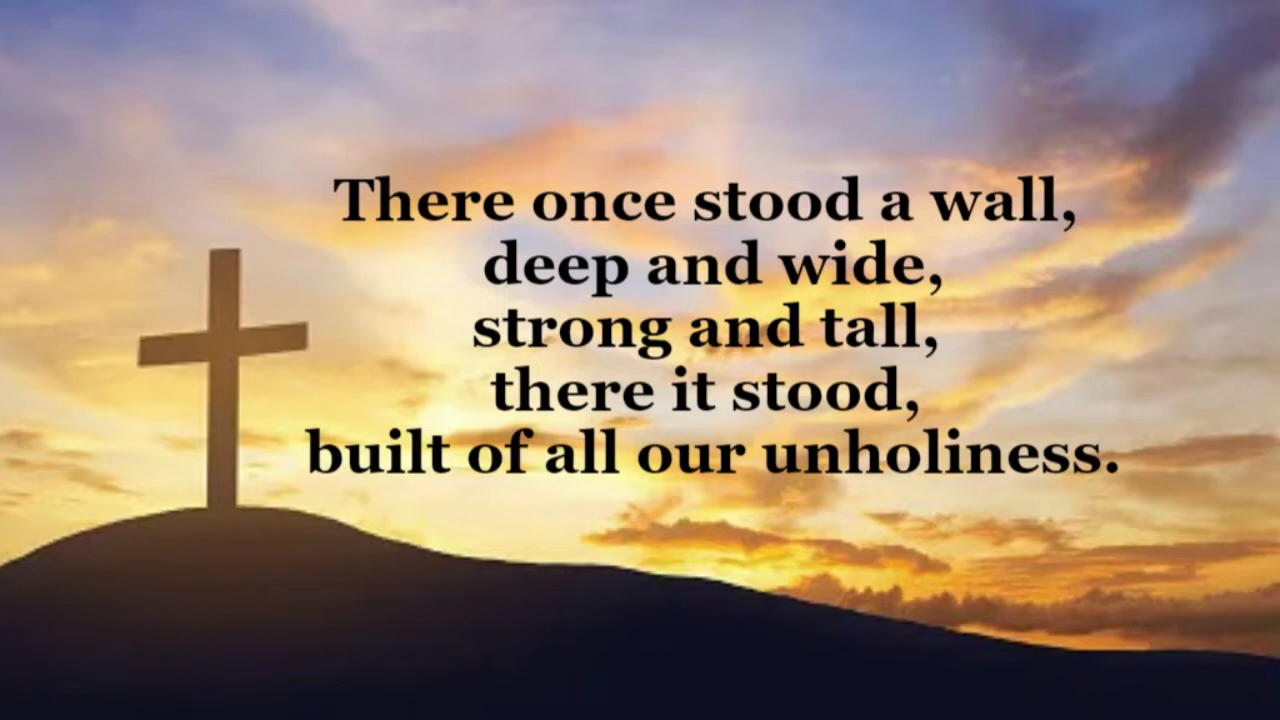 There once stood a wall,
deep and wide,
strong and tall,
there it stood,
built of all our unholiness.